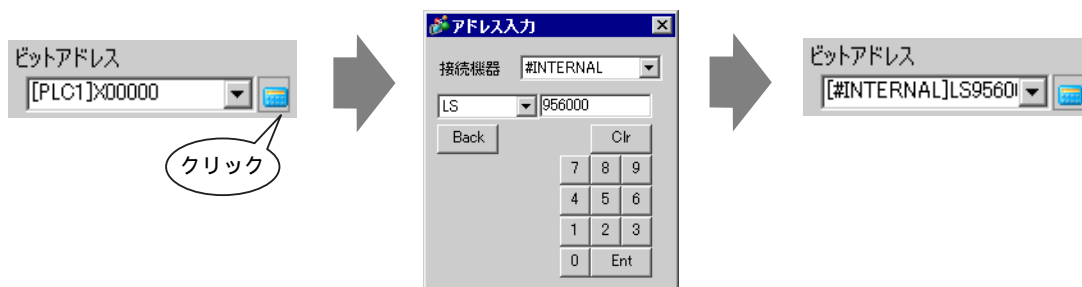 ビットアドレス
[PLC1]X00000
クリック
アドレス入力
接続機器 #INTERNAL
LS 956000
Back Clr
7 8 9
4 5 6
1 2 3
0 Ent
ビットアドレス
[#INTERNAL]LS9560